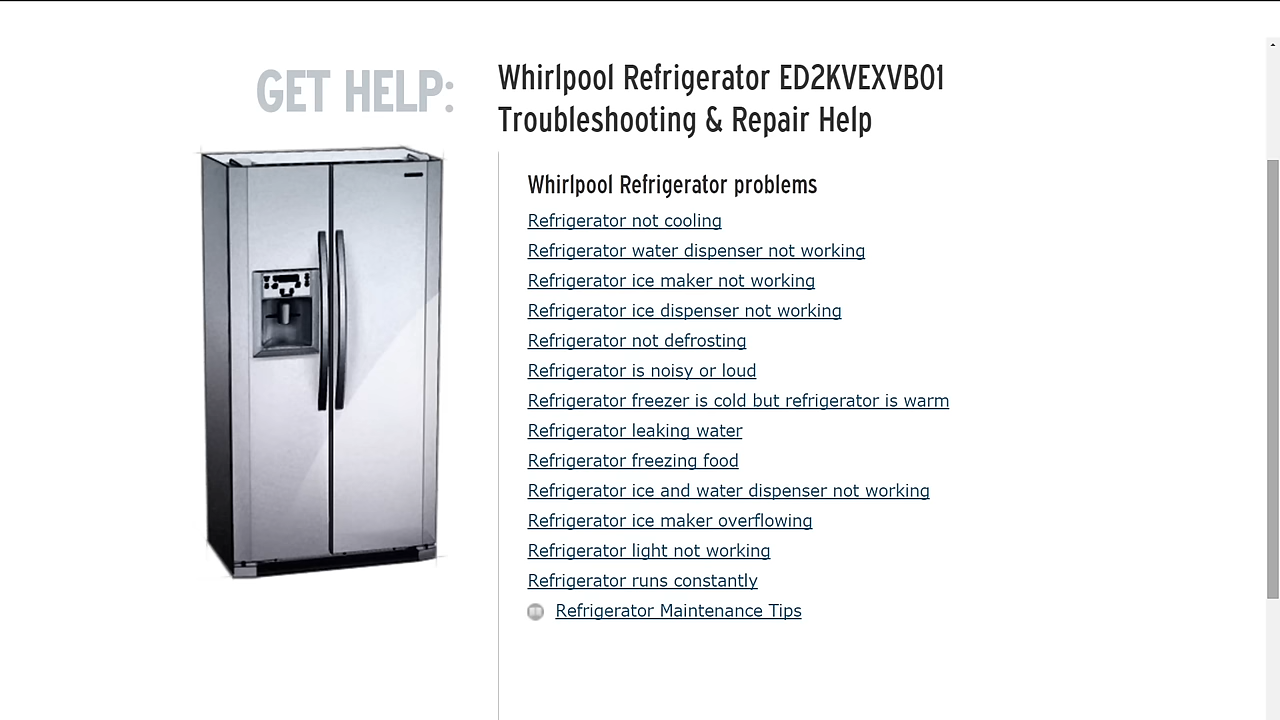 GET HELP:
Whirlpool Refrigerator ED2KVEXVB01
Troubleshooting & Repair Help
Whirlpool Refrigerator problems
Refrigerator not cooling
Refrigerator water dispenser not working
Refrigerator ice maker not working
Refrigerator ice dispenser not working
Refrigerator not defrosting
Refrigerator is noisy or loud
Refrigerator freezer is cold but refrigerator is warm
Refrigerator leaking water
Refrigerator freezing food
Refrigerator ice and water dispenser not working
Refrigerator ice maker overflowing
Refrigerator light not working
Refrigerator runs constantly
Refrigerator Maintenance Tips